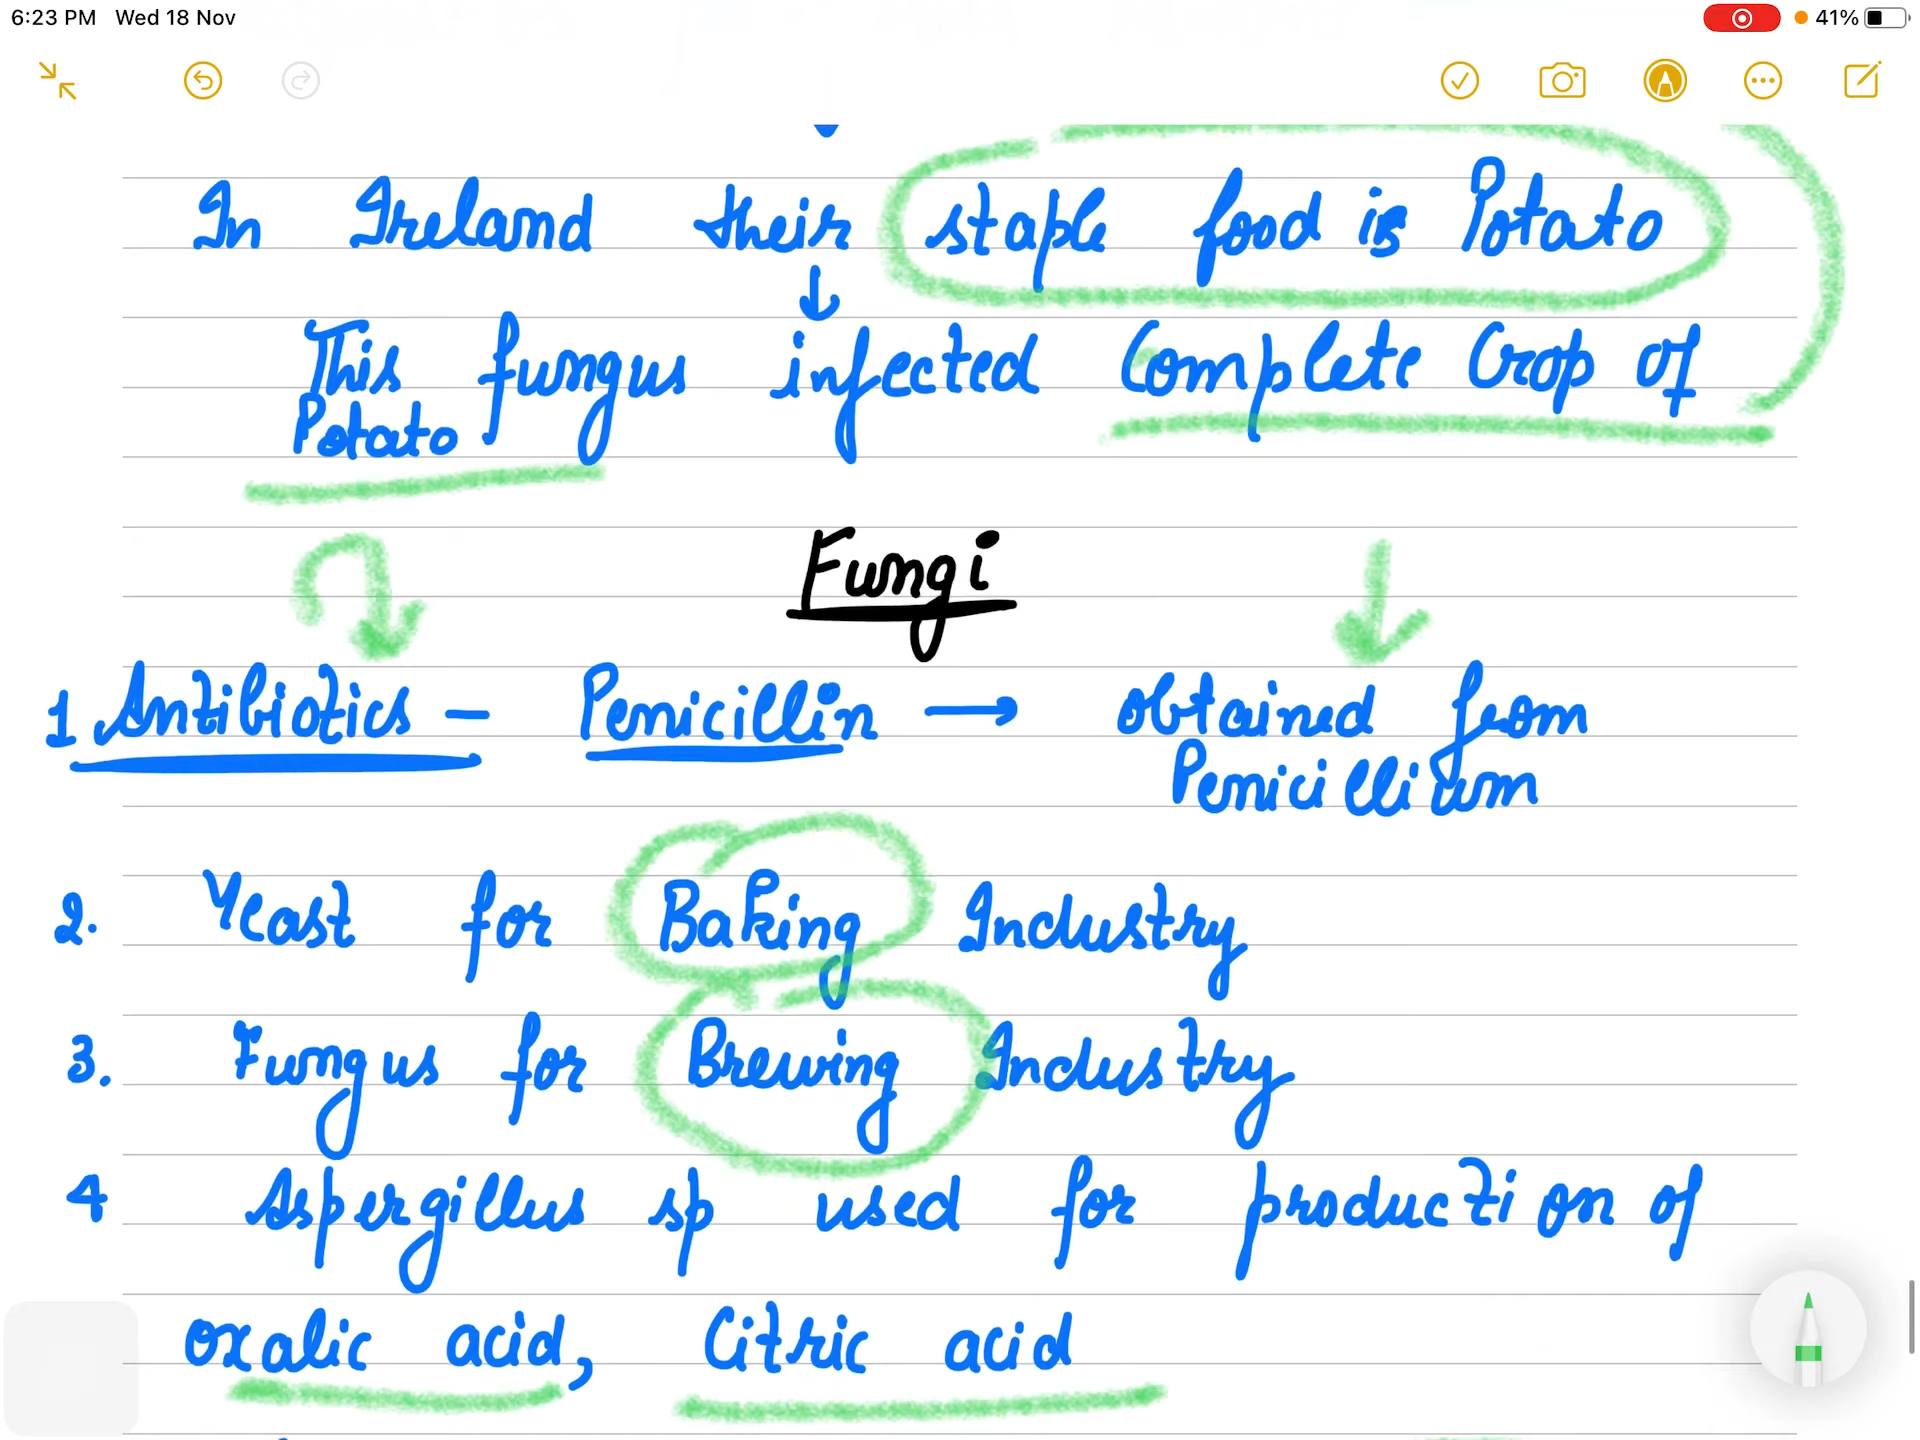 6:23 PM Wed 18 Nov 41%
In Ireland their staple food is Potato
This fungus infected Complete Crop of
Potato
Fungi
1 Antibiotics - Penicillin → obtained from
Penicillium
2. Yeast for Baking Industry
3. Fungus for Brewing Industry
4 Aspergillus sp used for production of
oxalic acid, Citric acid